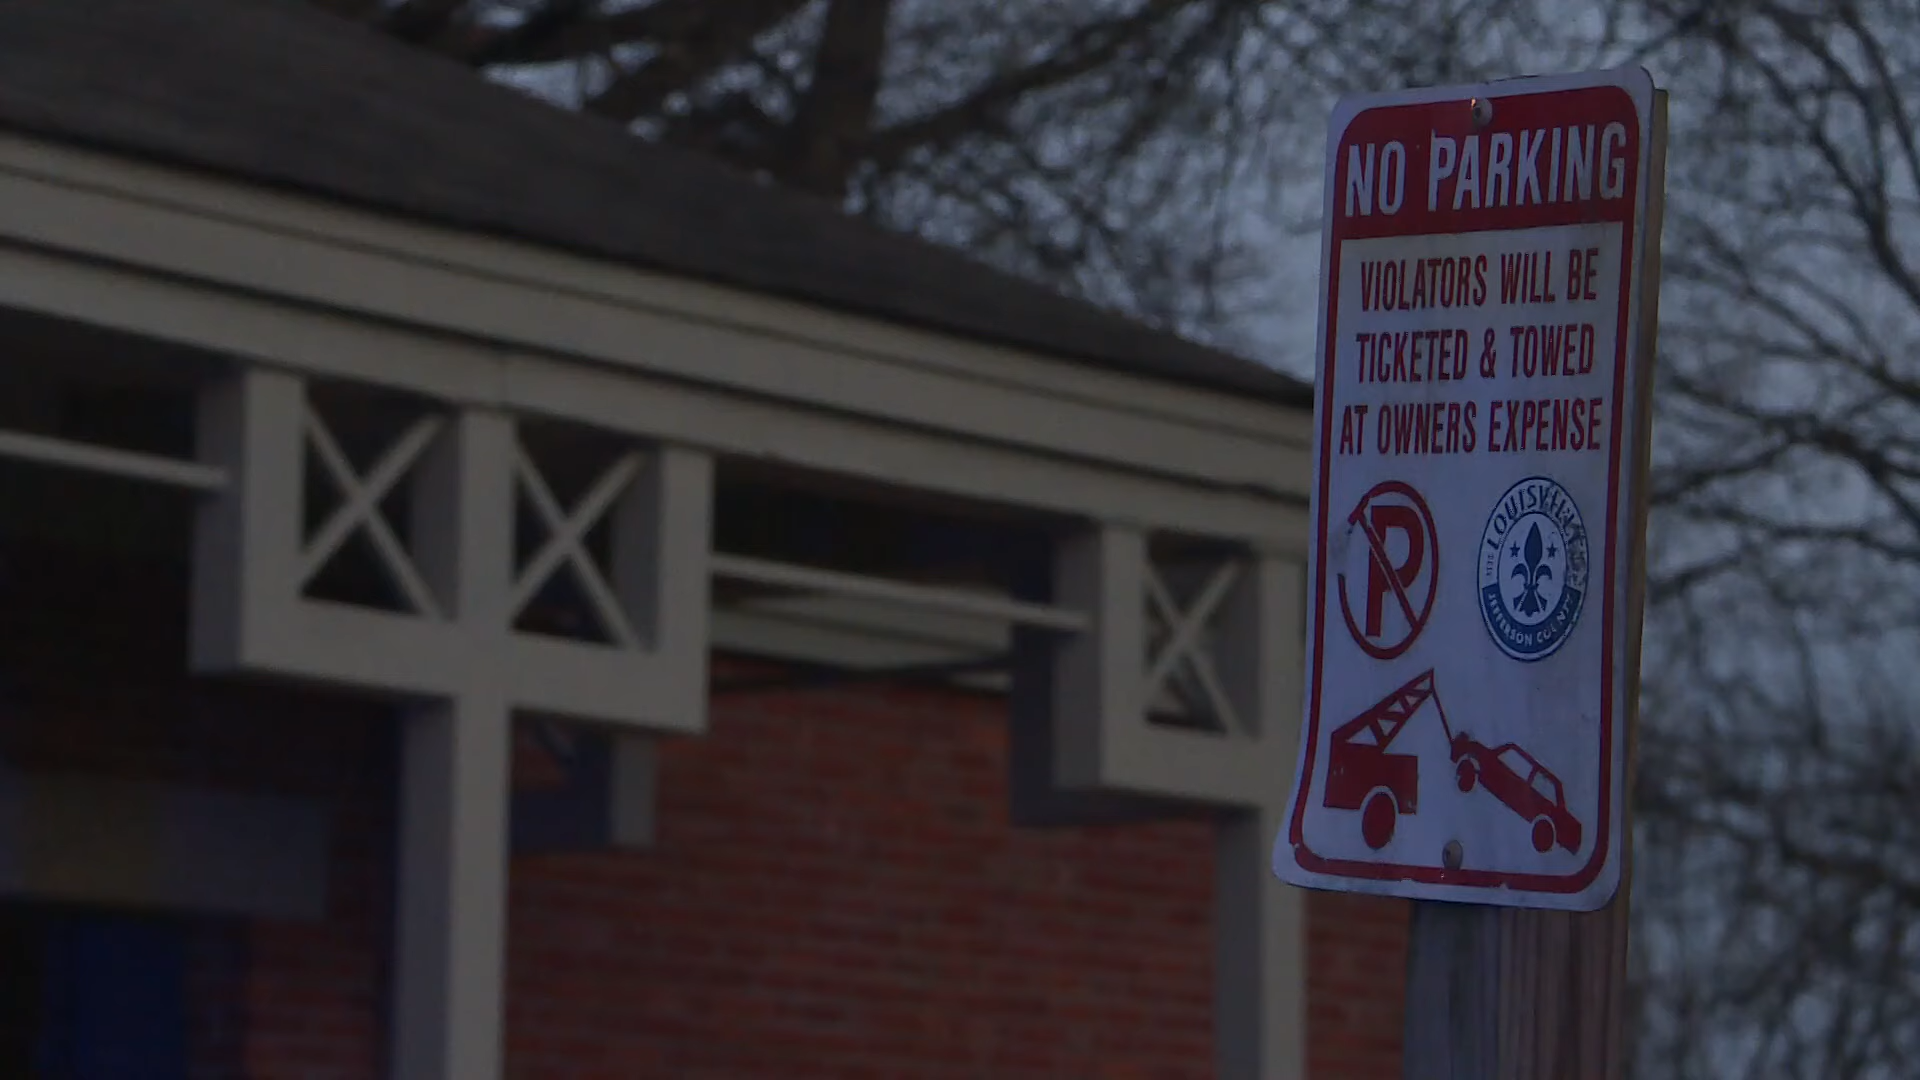 NO PARKING
VIOLATORS WILL BE
TICKETED & TOWED
AT OWNERS EXPENSE
P
LOUISVILLE
JEFFERSON COUNTY